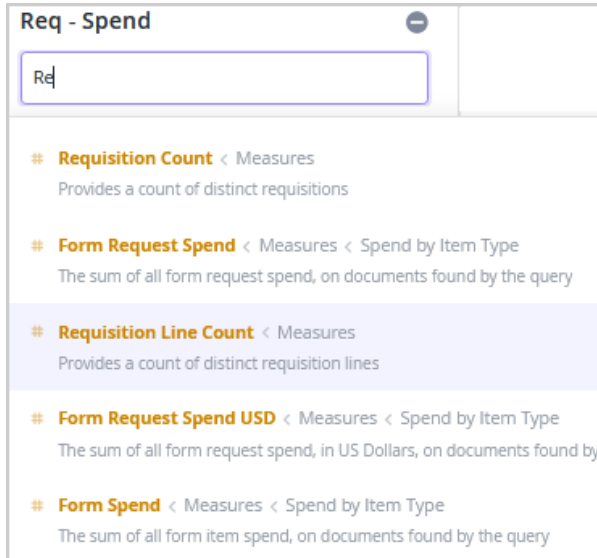 Req - Spend
Re
# Requisition Count < Measures
Provides a count of distinct requisitions
# Form Request Spend < Measures < Spend by Item Type
The sum of all form request spend, on documents found by the query
# Requisition Line Count < Measures
Provides a count of distinct requisition lines
# Form Request Spend USD < Measures < Spend by Item Type
The sum of all form request spend, in US Dollars, on documents found by
# Form Spend < Measures < Spend by Item Type
The sum of all form item spend, on documents found by the query